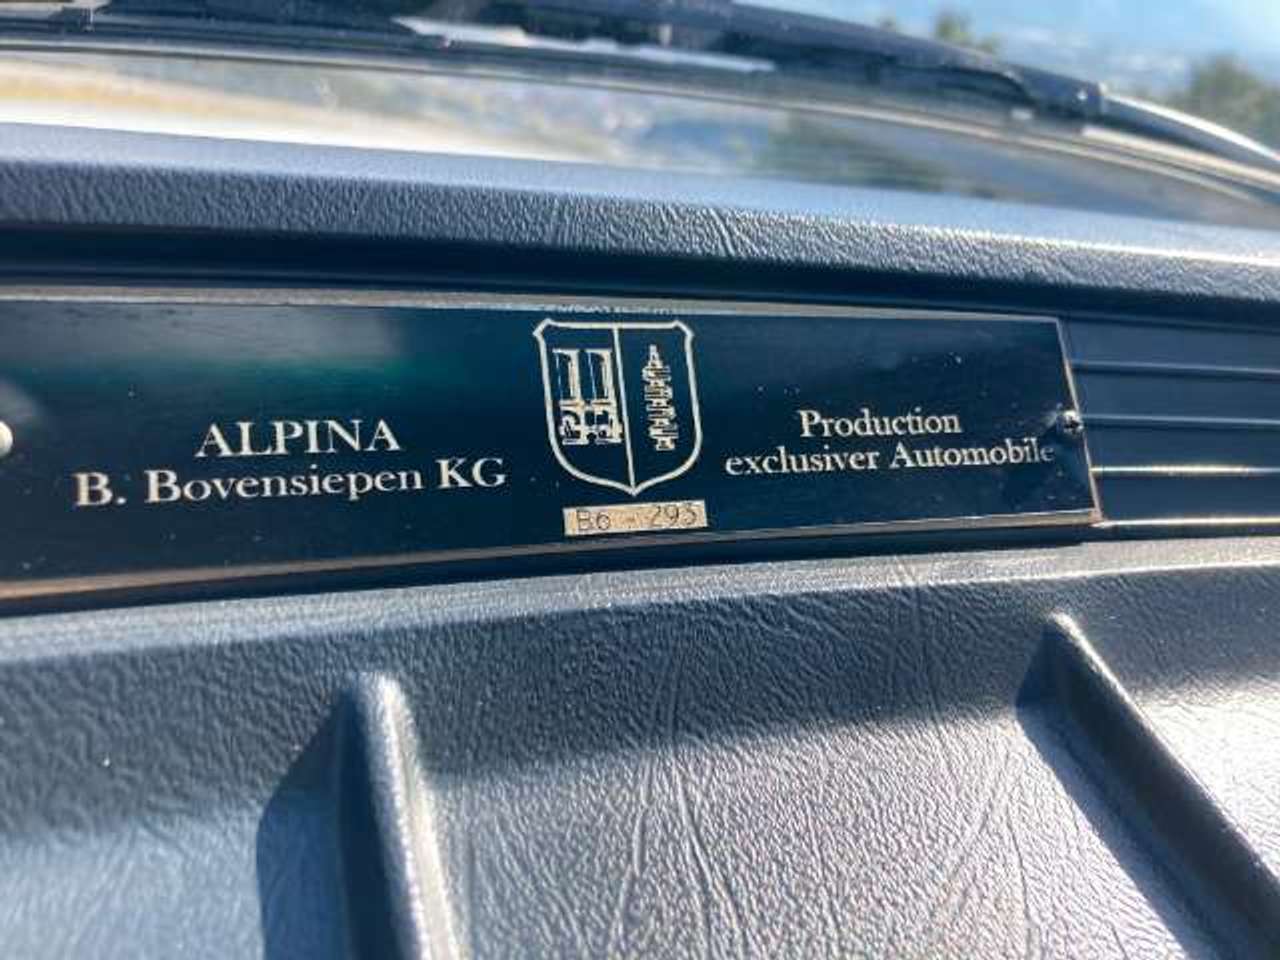 ALPINA
B. Bovensiepen KG
B6 - 293
Production
exclusiver Automobile